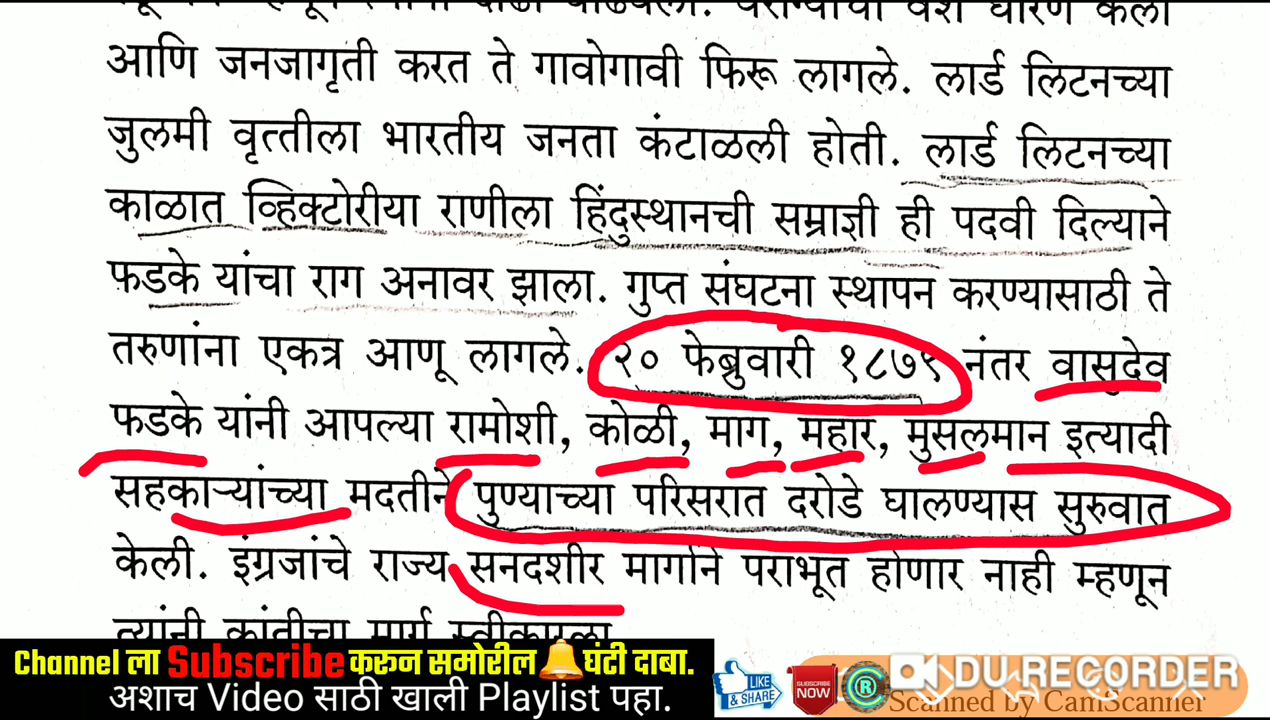 आणि जनजागृती करत ते गावोगावी फिरू लागले. लार्ड लिटनच्या
जुलमी वृत्तीला भारतीय जनता कंटाळली होती. लार्ड लिटनच्या
काळात व्हिक्टोरीया राणीला हिंदुस्थानची सम्राज्ञी ही पदवी दिल्याने
फडके यांचा राग अनावर झाला. गुप्त संघटना स्थापन करण्यासाठी ते
तरुणांना एकत्र आणू लागले. २० फेब्रुवारी १८७९ नंतर वासुदेव
फडके यांनी आपल्या रामोशी, कोळी, माग, महार, मुसलमान इत्यादी
सहकाऱ्यांच्या मदतीने पुण्याच्या परिसरात दरोडे घालण्यास सुरुवात
केली. इंग्रजांचे राज्य सनदशीर मार्गाने पराभूत होणार नाही म्हणून
त्यांनी क्रांतीचा मार्ग स्वीकारला
Channel ला Subscribe करून समोरील घंटी दाबा.
अशाच Video साठी खाली Playlist पहा.
LIKE & SHARE
SUBSCRIBE NOW
R
DU RECORDER
Scanned by CamScanner